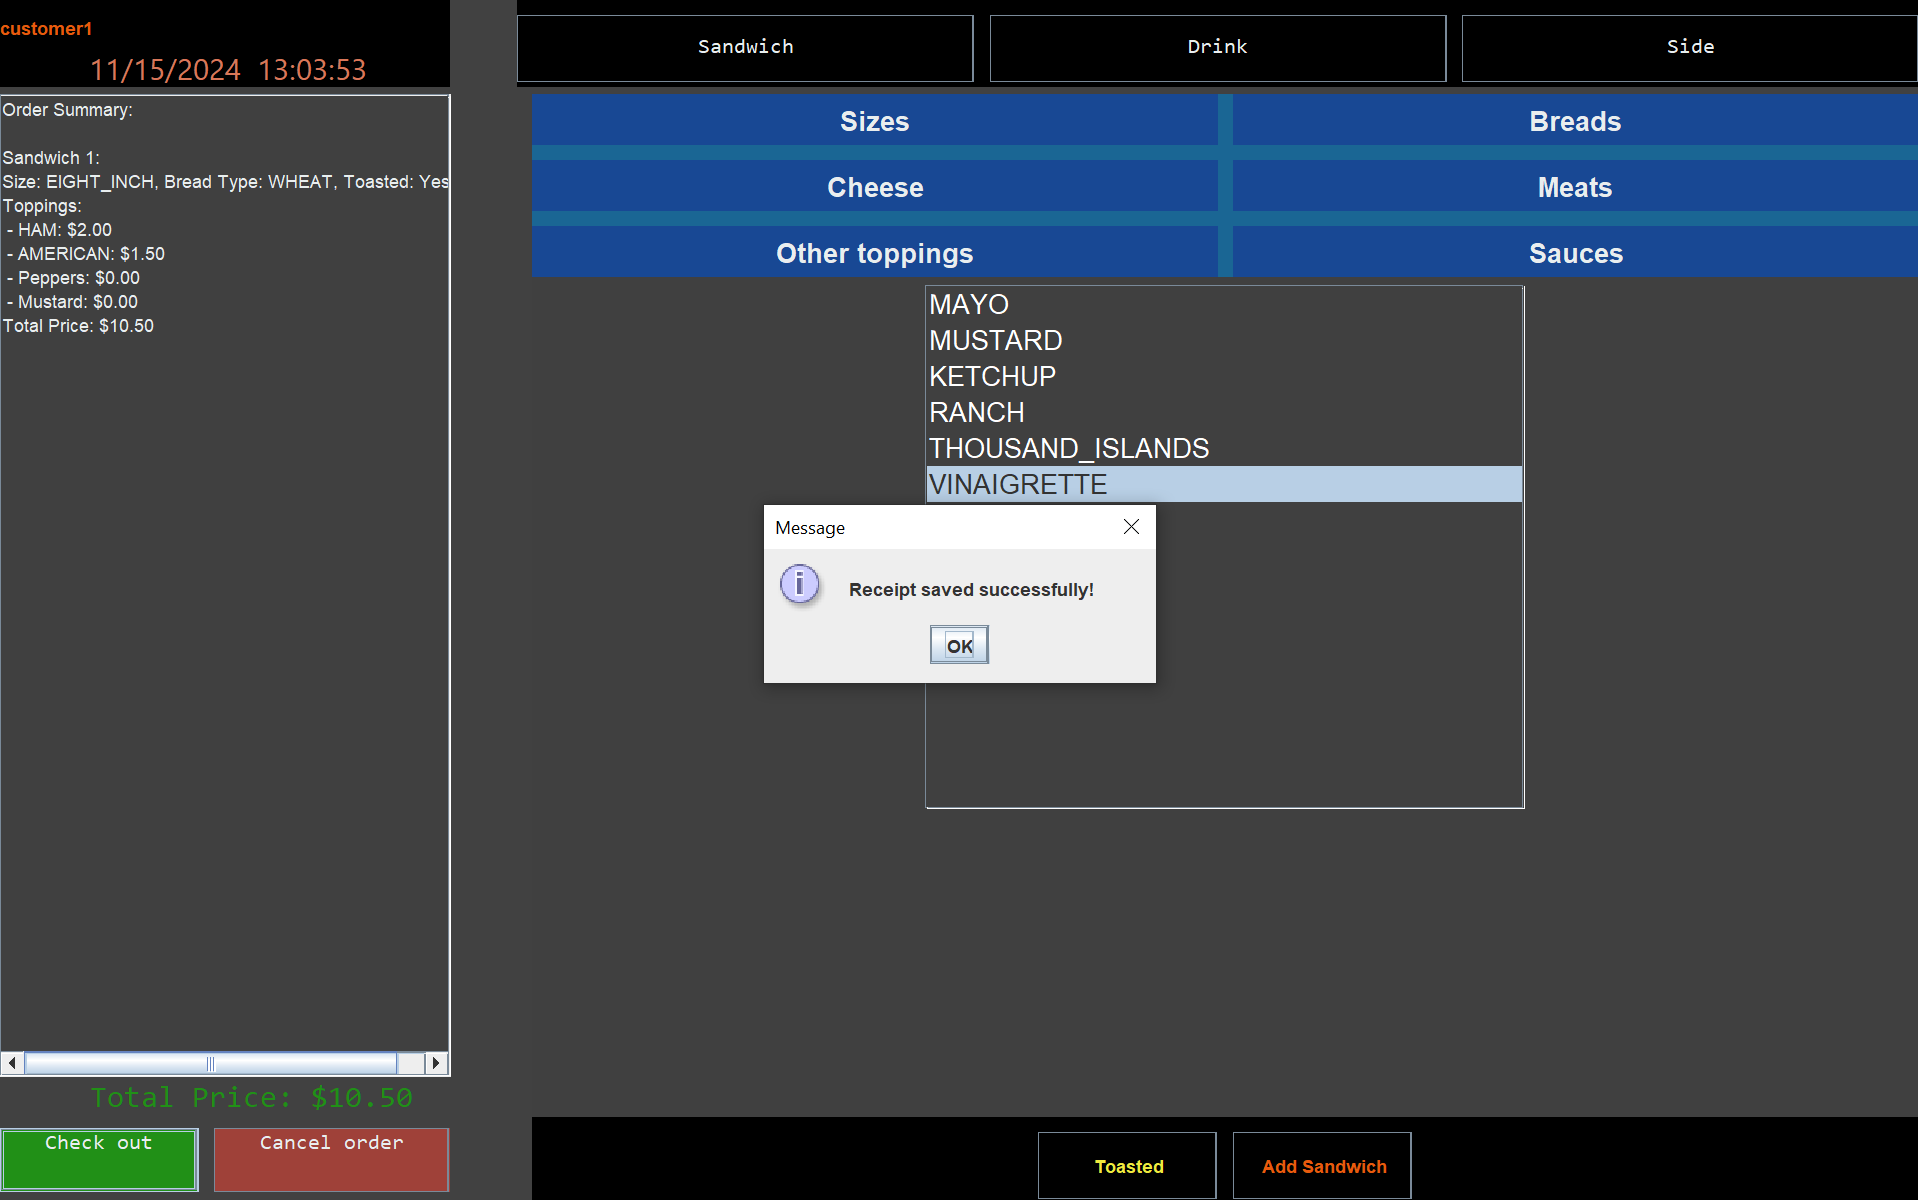 customer1
11/15/2024 13:03:53
Order Summary:
Sandwich 1:
Size: EIGHT_INCH, Bread Type: WHEAT, Toasted: Yes
Toppings:
- HAM: $2.00
- AMERICAN: $1.50
- Peppers: $0.00
- Mustard: $0.00
Total Price: $10.50
Total Price: $10.50
Check out
Cancel order
Sandwich
Drink
Side
Sizes
Breads
Cheese
Meats
Other toppings
Sauces
MAYO
MUSTARD
KETCHUP
RANCH
THOUSAND_ISLANDS
VINAIGRETTE
Message
i
Receipt saved successfully!
OK
Toasted
Add Sandwich